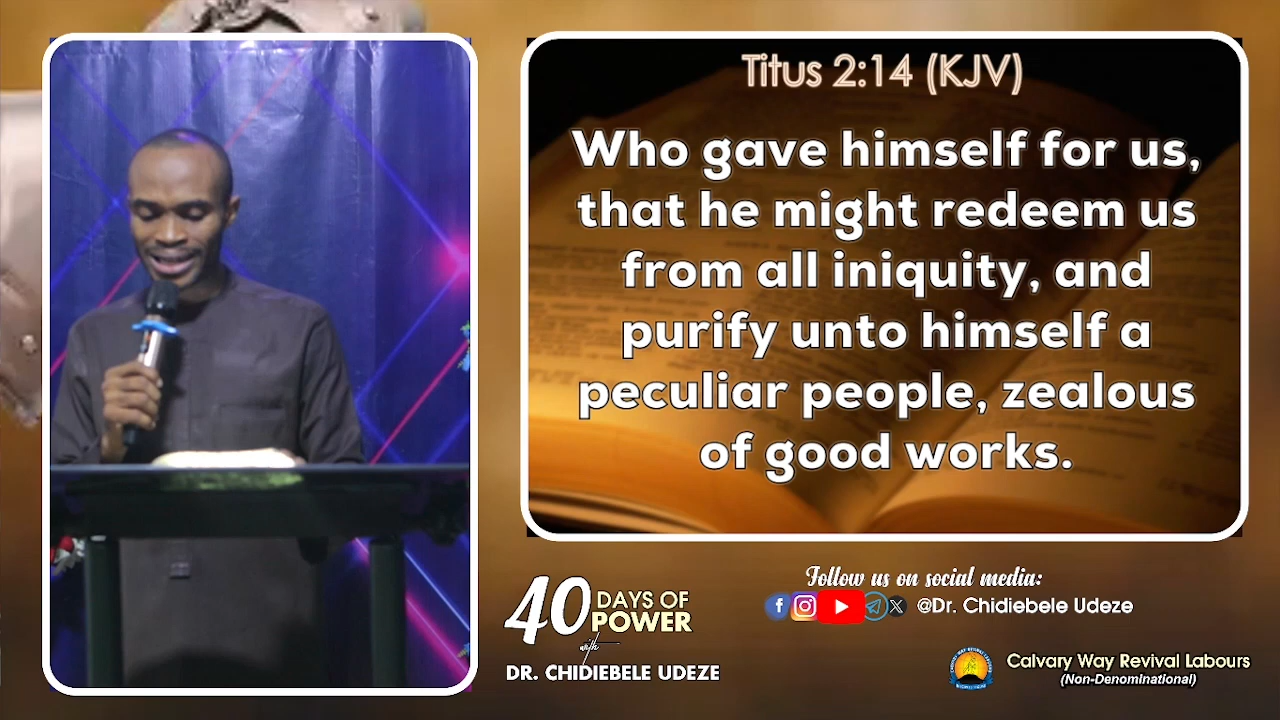 Titus 2:14 (KJV)
Who gave himself for us,
that he might redeem us
from all iniquity, and
purify unto himself a
peculiar people, zealous
of good works.
40 DAYS OF
POWER
with
DR. CHIDIEBELE UDEZE
Follow us on social media:
@Dr. Chidiebele Udeze
Calvary Way Revival Labours
(Non-Denominational)